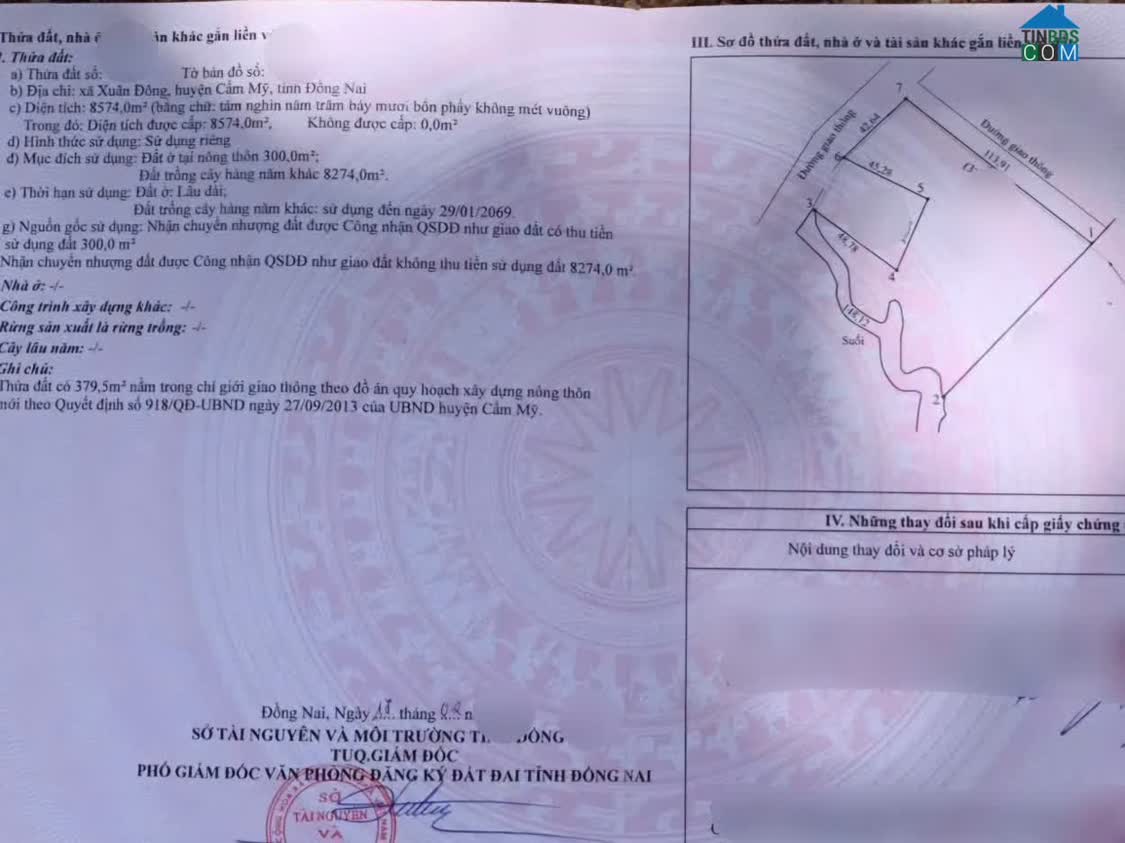 Thửa đất, nhà ở ản khác gắn liền v
. Thửa đất:
a) Thửa đất số: Tờ bản đồ số:
b) Địa chỉ: xã Xuân Đông, huyện Cẩm Mỹ, tỉnh Đồng Nai
c) Diện tích: 8574,0m² (bằng chữ: tám nghìn năm trăm bảy mươi bốn phẩy không mét vuông)
Trong đó: Diện tích được cấp: 8574,0m², Không được cấp: 0,0m²
d) Hình thức sử dụng: Sử dụng riêng
đ) Mục đích sử dụng: Đất ở tại nông thôn 300,0m²;
Đất trồng cây hàng năm khác 8274,0m².
e) Thời hạn sử dụng: Đất ở: Lâu dài;
Đất trồng cây hàng năm khác: sử dụng đến ngày 29/01/2069.
g) Nguồn gốc sử dụng: Nhận chuyển nhượng đất được Công nhận QSDĐ như giao đất có thu tiền
sử dụng đất 300,0 m²
Nhận chuyển nhượng đất được Công nhận QSDĐ như giao đất không thu tiền sử dụng đất 8274,0 m².
Nhà ở: -/-
Công trình xây dựng khác: -/-
Rừng sản xuất là rừng trồng: -/-
Cây lâu năm: -/-
Ghi chú:
Thửa đất có 379,5m² nằm trong chỉ giới giao thông theo đồ án quy hoạch xây dựng nông thôn
mới theo Quyết định số 918/QĐ-UBND ngày 27/09/2013 của UBND huyện Cẩm Mỹ.
Đồng Nai, Ngày tháng n
SỞ TÀI NGUYÊN VÀ MÔI TRƯỜNG T ĐỒNG
TUQ.GIÁM ĐỐC
PHÓ GIÁM ĐỐC VĂN PHÒNG ĐĂNG KÝ ĐẤT ĐAI TỈNH ĐỒNG NAI
SỞ
TÀI NGUYÊN
VÀ
III. Sơ đồ thửa đất, nhà ở và tài sản khác gắn liền
TINBDS
COM
7
Đường giao thông
42,64
Đường giao thông
113,91
6
45,28
5
3
48,78
4
1
148,12
Suối
2
IV. Những thay đổi sau khi cấp giấy chứng
Nội dung thay đổi và cơ sở pháp lý